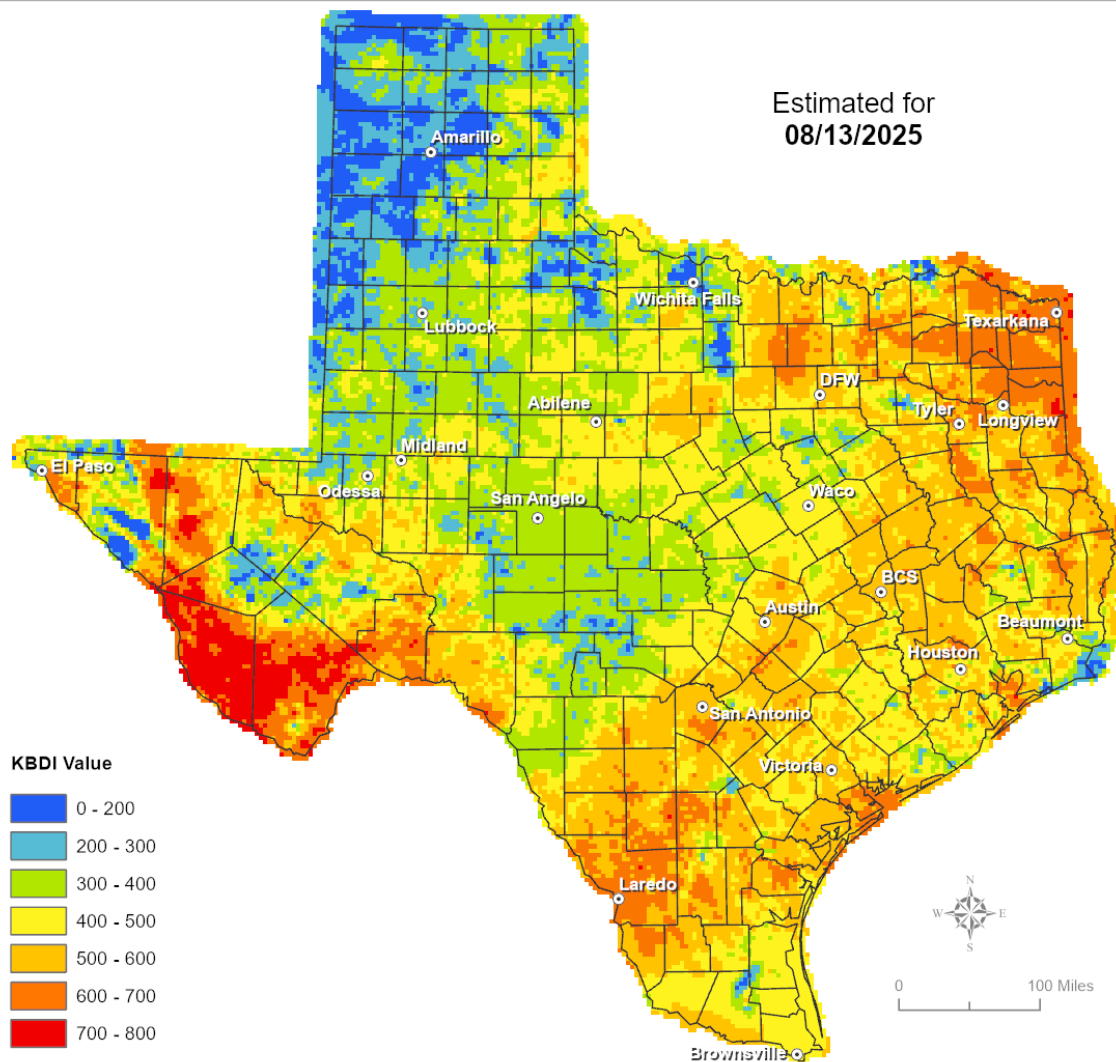 Estimated for
08/13/2025
Amarillo
Wichita Falls
Lubbock
Texarkana
DFW
Abilene
Tyler
Longview
Midland
El Paso
Odessa
San Angelo
Waco
BCS
Austin
Beaumont
Houston
San Antonio
Victoria
KBDI Value
0 - 200
200 - 300
300 - 400
400 - 500
500 - 600
600 - 700
700 - 800
Laredo
N
W E
S
0 100 Miles
Brownsville